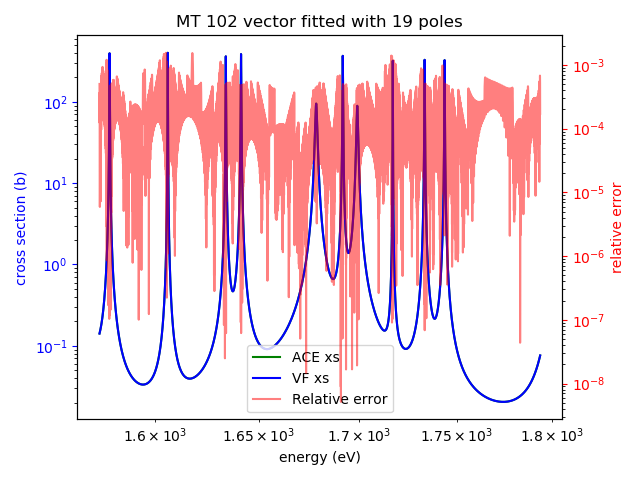 MT 102 vector fitted with 19 poles
cross section (b)
10²
10¹
10⁰
10⁻¹
10⁻³
10⁻⁴
10⁻⁵
10⁻⁶
10⁻⁷
10⁻⁸
relative error
ACE xs
VF xs
Relative error
1.6 × 10³ 1.65 × 10³ 1.7 × 10³ 1.75 × 10³ 1.8 × 10³
energy (eV)